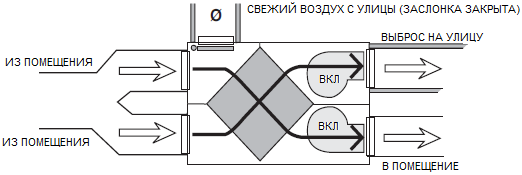 Ø
СВЕЖИЙ ВОЗДУХ С УЛИЦЫ (ЗАСЛОНКА ЗАКРЫТА)
ВЫБРОС НА УЛИЦУ
ИЗ ПОМЕЩЕНИЯ
ВКЛ
ВКЛ
ИЗ ПОМЕЩЕНИЯ
В ПОМЕЩЕНИЕ